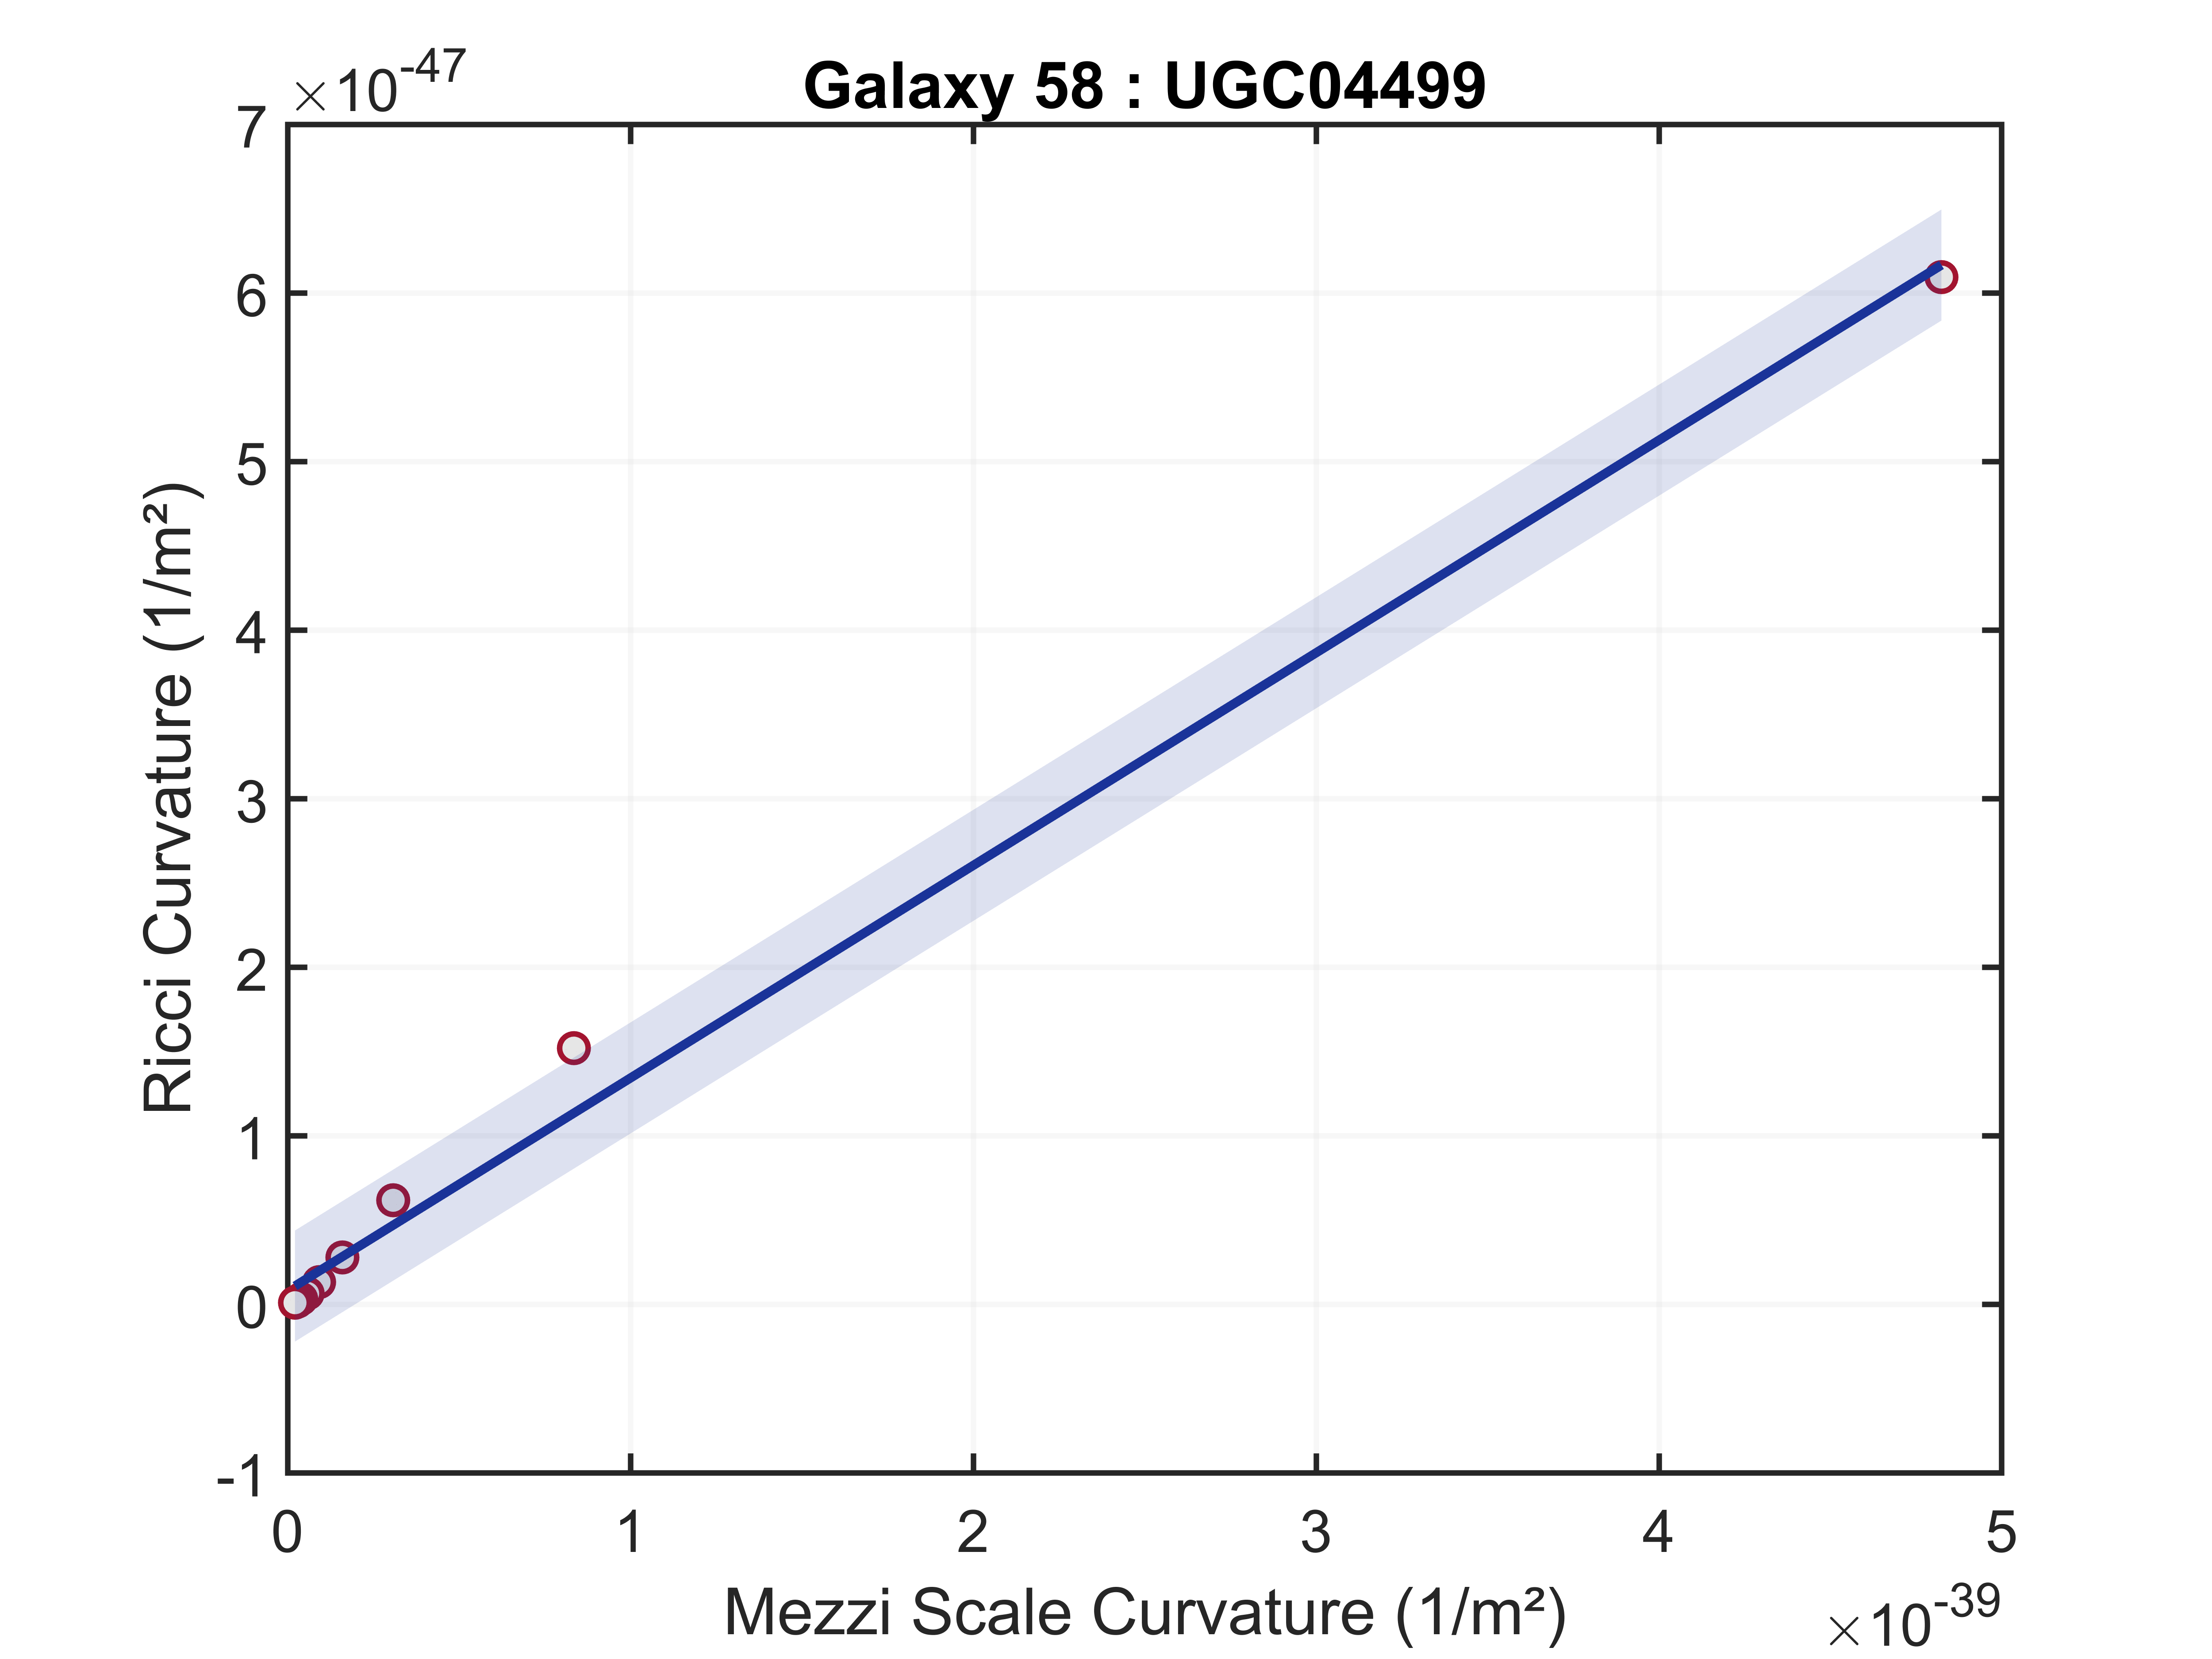 Galaxy 58 : UGC04499
×10⁻⁴⁷
7
6
5
4
3
2
1
0
-1
Ricci Curvature (1/m²)
0 1 2 3 4 5
Mezzi Scale Curvature (1/m²)
×10⁻³⁹